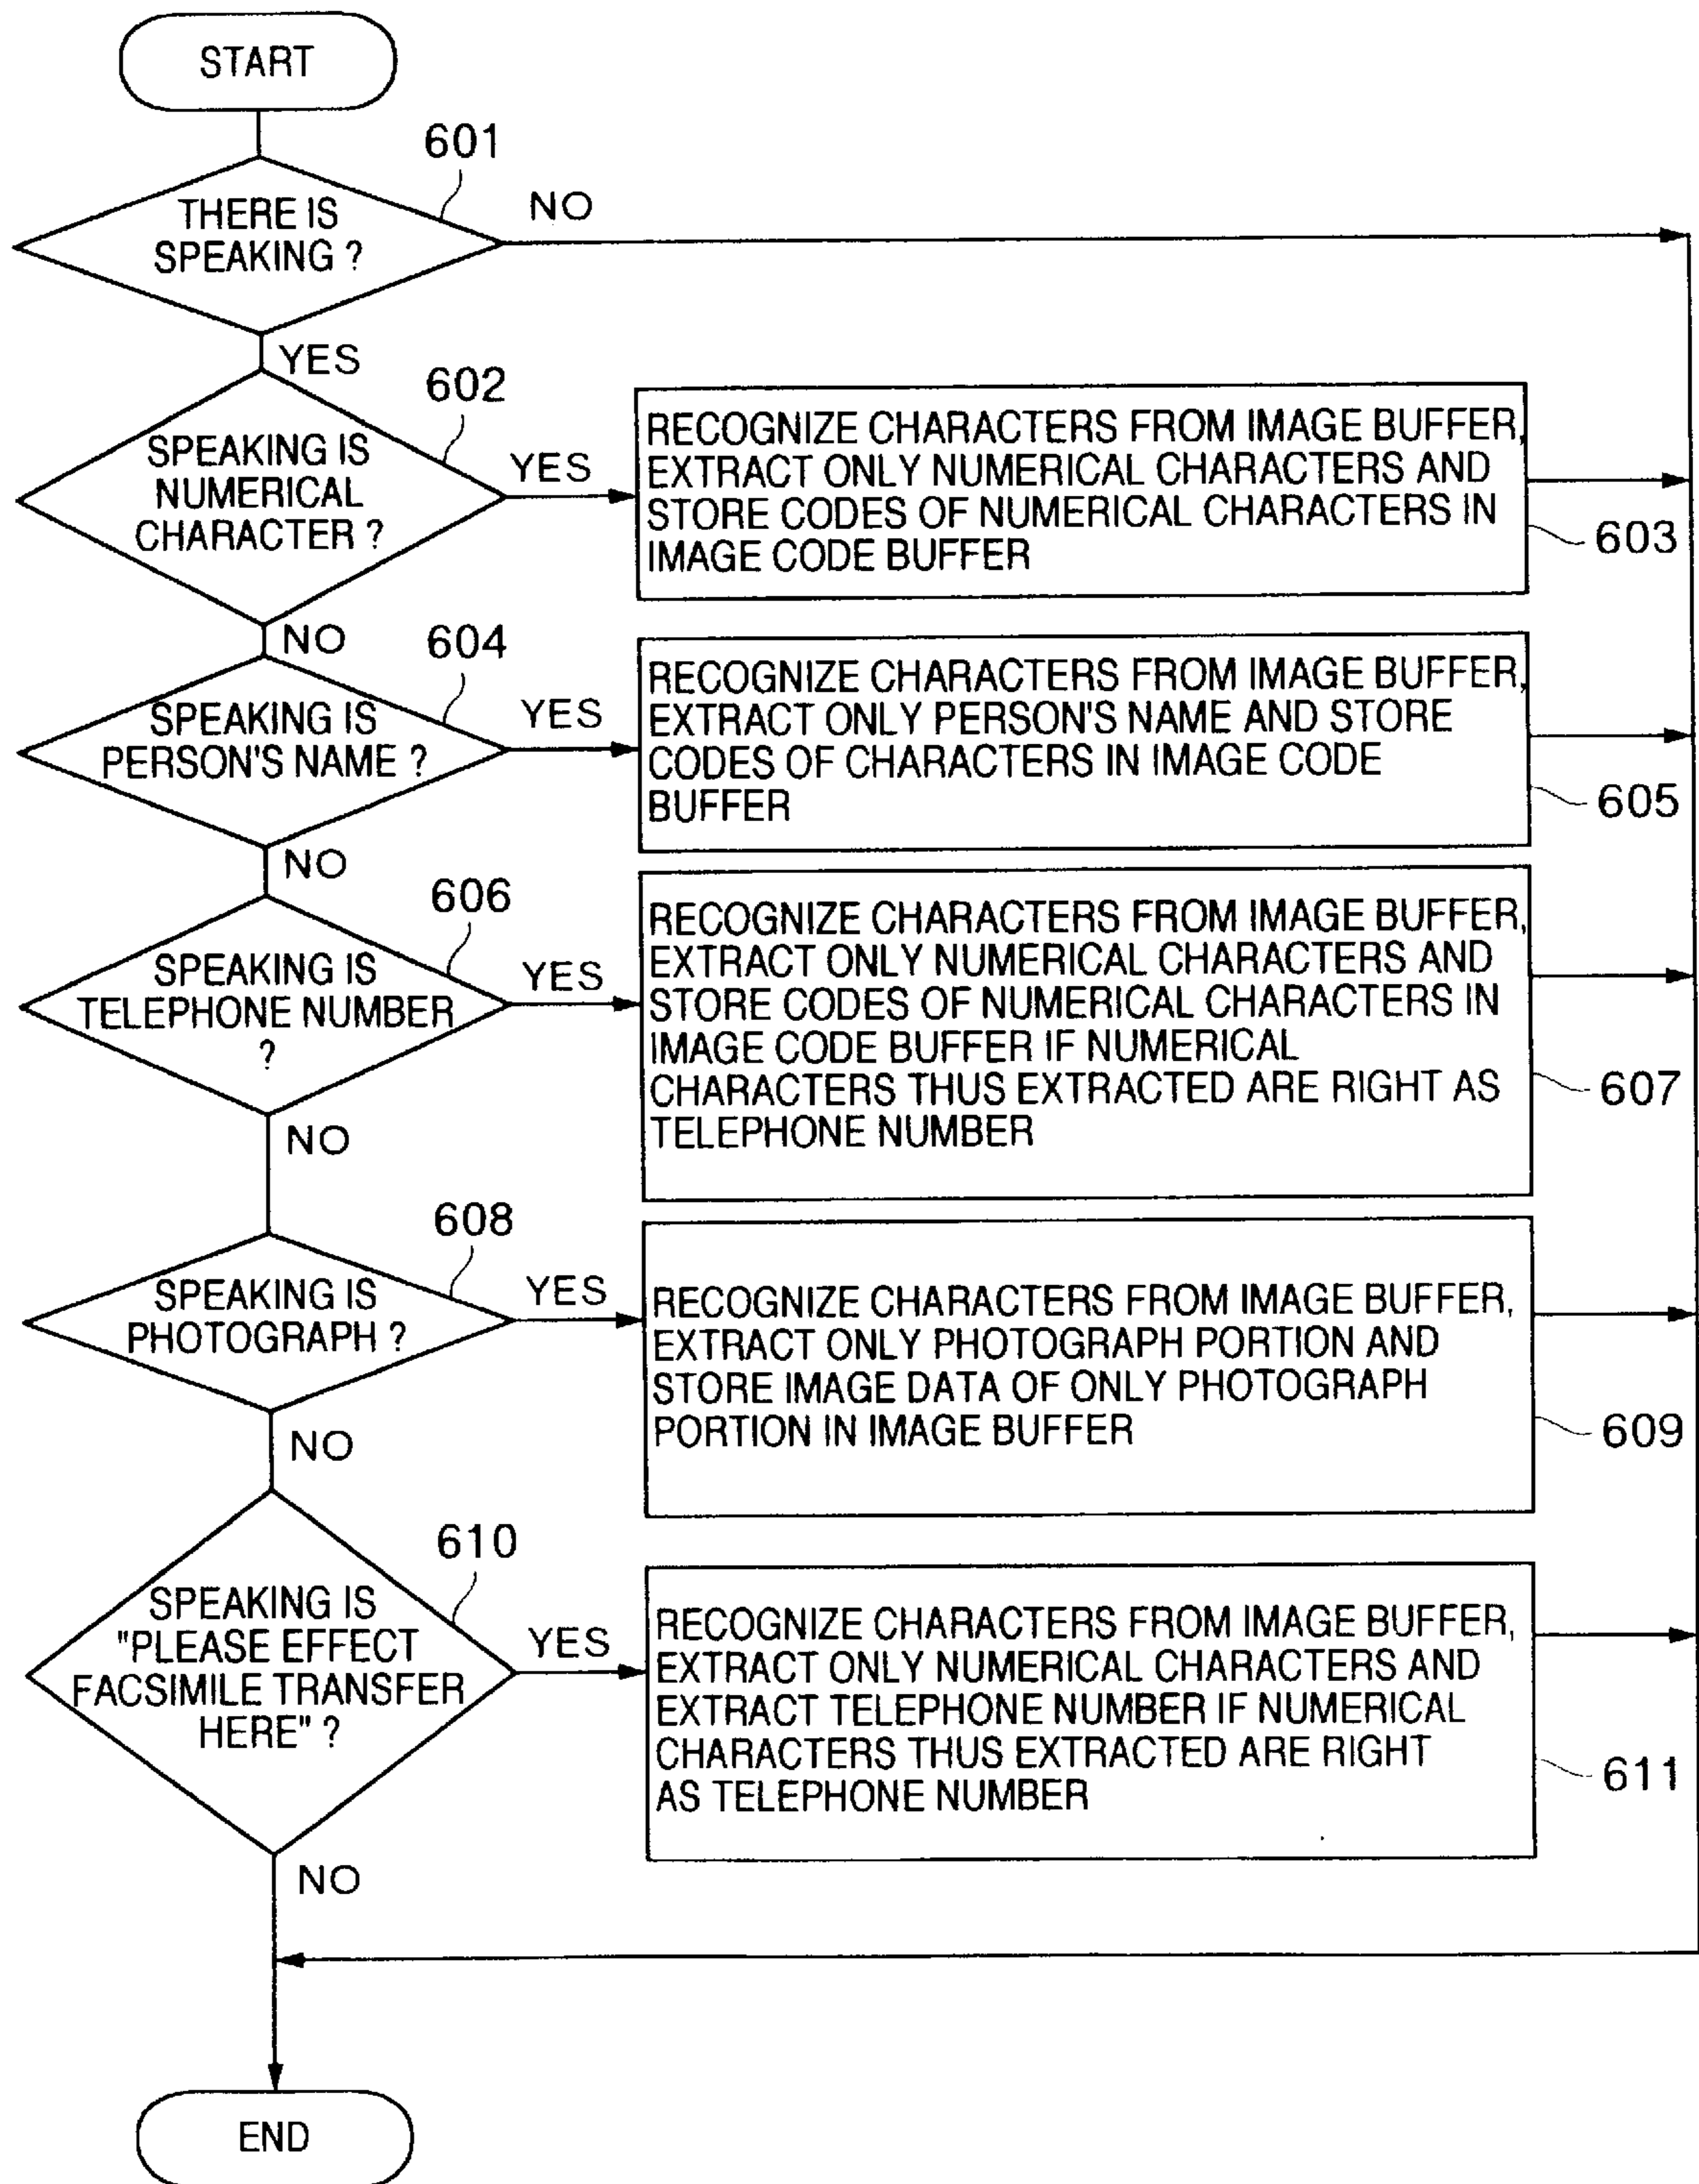 START
601
THERE IS
SPEAKING ?
NO
YES
602
SPEAKING IS
NUMERICAL
CHARACTER ?
YES
RECOGNIZE CHARACTERS FROM IMAGE BUFFER,
EXTRACT ONLY NUMERICAL CHARACTERS AND
STORE CODES OF NUMERICAL CHARACTERS IN
IMAGE CODE BUFFER
603
NO
604
SPEAKING IS
PERSON'S NAME ?
YES
RECOGNIZE CHARACTERS FROM IMAGE BUFFER,
EXTRACT ONLY PERSON'S NAME AND STORE
CODES OF CHARACTERS IN IMAGE CODE
BUFFER
605
NO
606
SPEAKING IS
TELEPHONE NUMBER
?
YES
RECOGNIZE CHARACTERS FROM IMAGE BUFFER,
EXTRACT ONLY NUMERICAL CHARACTERS AND
STORE CODES OF NUMERICAL CHARACTERS IN
IMAGE CODE BUFFER IF NUMERICAL
CHARACTERS THUS EXTRACTED ARE RIGHT AS
TELEPHONE NUMBER
607
NO
608
SPEAKING IS
PHOTOGRAPH ?
YES
RECOGNIZE CHARACTERS FROM IMAGE BUFFER,
EXTRACT ONLY PHOTOGRAPH PORTION AND
STORE IMAGE DATA OF ONLY PHOTOGRAPH
PORTION IN IMAGE BUFFER
609
NO
610
SPEAKING IS
"PLEASE EFFECT
FACSIMILE TRANSFER
HERE" ?
YES
RECOGNIZE CHARACTERS FROM IMAGE BUFFER,
EXTRACT ONLY NUMERICAL CHARACTERS AND
EXTRACT TELEPHONE NUMBER IF NUMERICAL
CHARACTERS THUS EXTRACTED ARE RIGHT
AS TELEPHONE NUMBER
611
NO
END